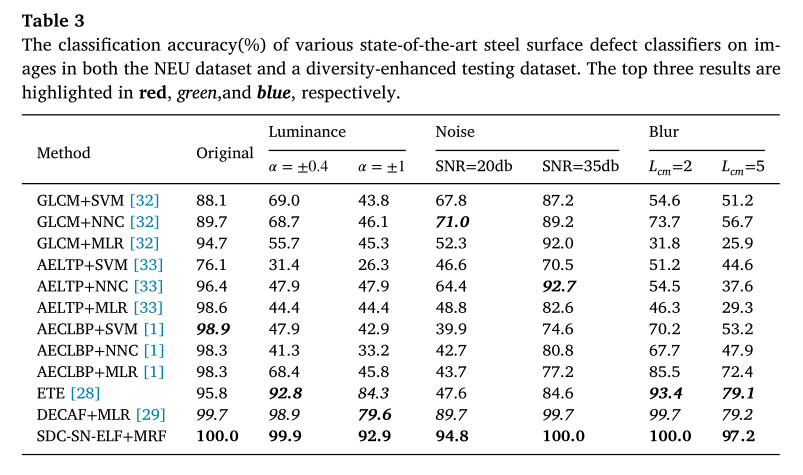 Table 3
The classification accuracy(%) of various state-of-the-art steel surface defect classifiers on im-
ages in both the NEU dataset and a diversity-enhanced testing dataset. The top three results are
highlighted in red, green,and blue, respectively.
Method Original Luminance Noise Blur
α = ±0.4 α = ±1 SNR=20db SNR=35db Lcm=2 Lcm=5
GLCM+SVM [32] 88.1 69.0 43.8 67.8 87.2 54.6 51.2
GLCM+NNC [32] 89.7 68.7 46.1 71.0 89.2 73.7 56.7
GLCM+MLR [32] 94.7 55.7 45.3 52.3 92.0 31.8 25.9
AELTP+SVM [33] 76.1 31.4 26.3 46.6 70.5 51.2 44.6
AELTP+NNC [33] 96.4 47.9 47.9 64.4 92.7 54.5 37.6
AELTP+MLR [33] 98.6 44.4 44.4 48.8 82.6 46.3 29.3
AECLBP+SVM [1] 98.9 47.9 42.9 39.9 74.6 70.2 53.2
AECLBP+NNC [1] 98.3 41.3 33.2 42.7 80.8 67.7 47.9
AECLBP+MLR [1] 98.3 68.4 45.8 43.7 77.2 85.5 72.4
ETE [28] 95.8 92.8 84.3 47.6 84.6 93.4 79.1
DECAF+MLR [29] 99.7 98.9 79.6 89.7 99.7 99.7 79.2
SDC-SN-ELF+MRF 100.0 99.9 92.9 94.8 100.0 100.0 97.2